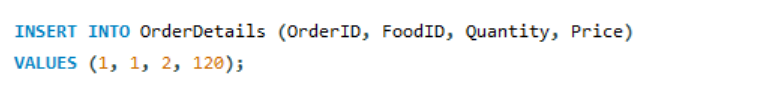 INSERT INTO OrderDetails (OrderID, FoodID, Quantity, Price)
VALUES (1, 1, 2, 120);